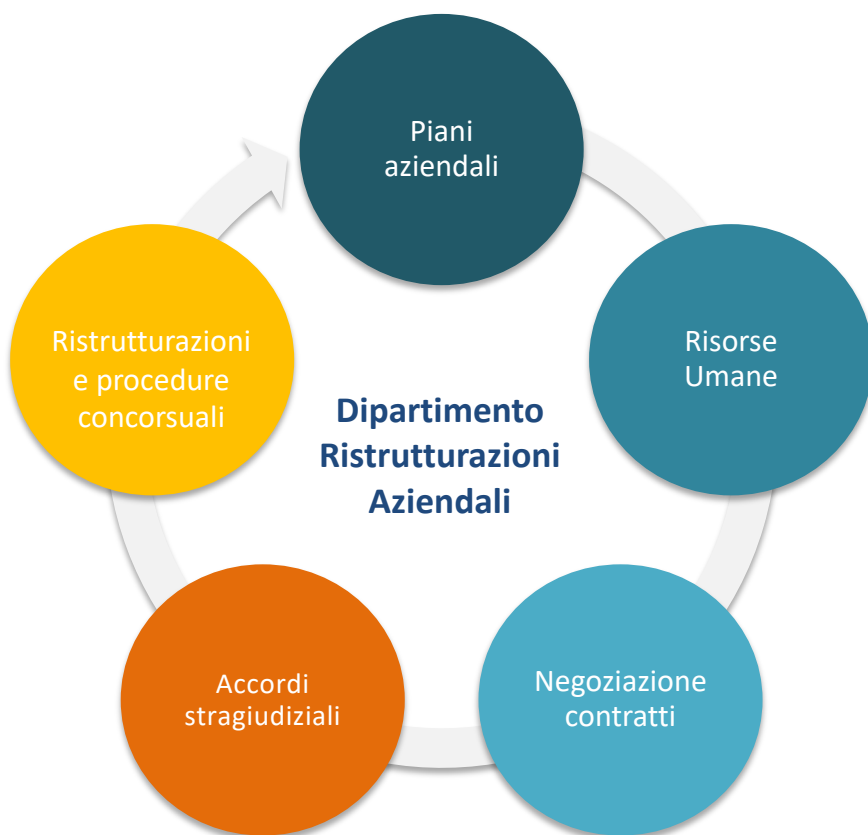 Piani
aziendali
Risorse
Umane
Negoziazione
contratti
Accordi
stragiudiziali
Ristrutturazioni
e procedure
concorsuali
Dipartimento
Ristrutturazioni
Aziendali